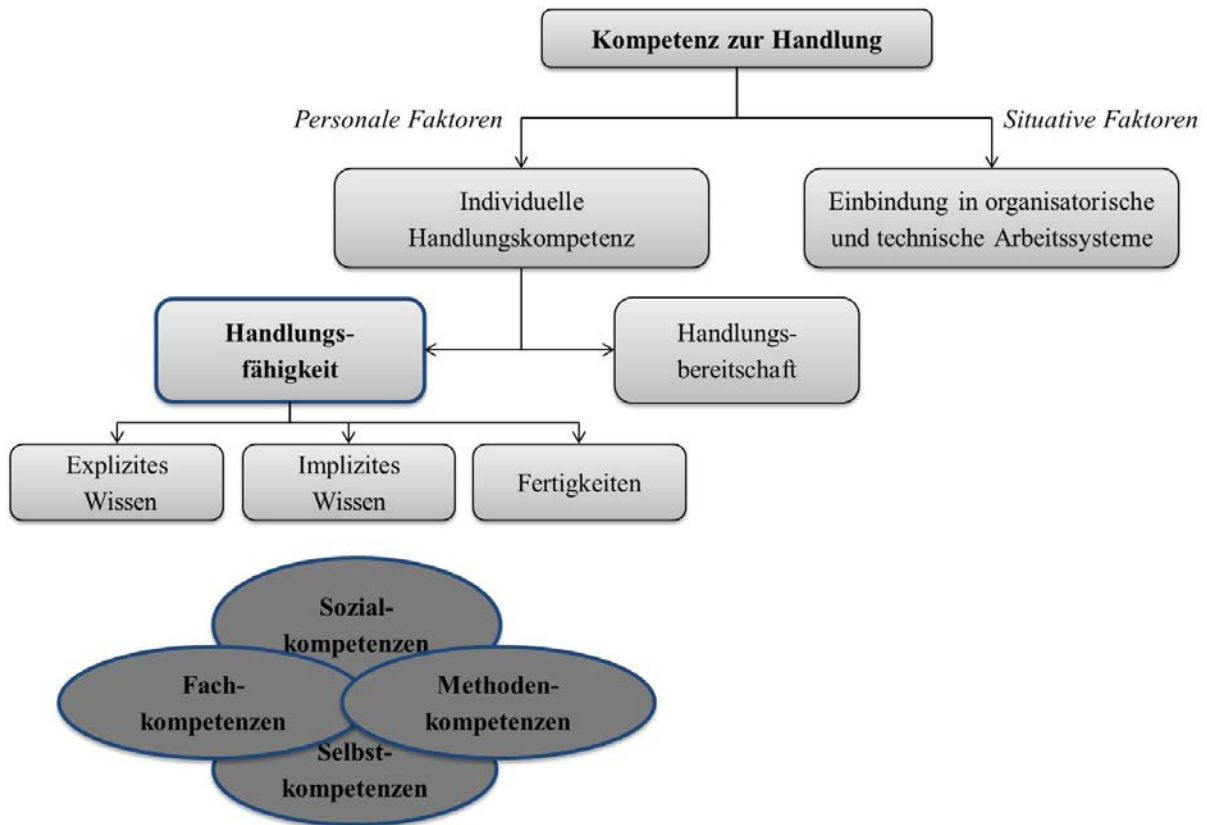 Kompetenz zur Handlung
Personale Faktoren
Situative Faktoren
Individuelle
Handlungskompetenz
Einbindung in organisatorische
und technische Arbeitssysteme
Handlungs-
fähigkeit
Handlungs-
bereitschaft
Explizites
Wissen
Implizites
Wissen
Fertigkeiten
Sozial-
kompetenzen
Fach-
kompetenzen
Methoden-
kompetenzen
Selbst-
kompetenzen